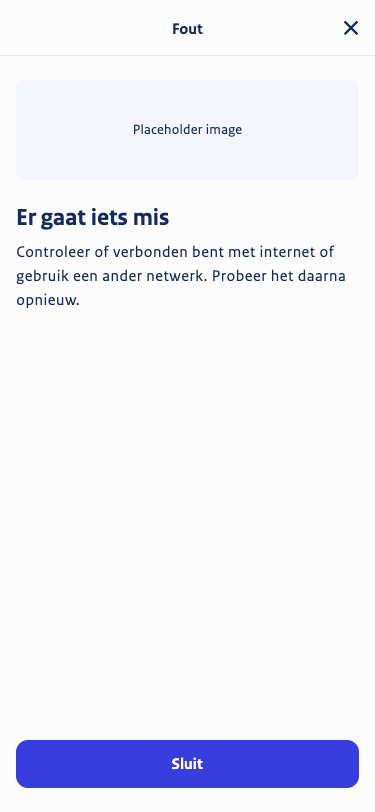 Fout
Placeholder image
Er gaat iets mis
Controleer of verbonden bent met internet of
gebruik een ander netwerk. Probeer het daarna
opnieuw.
Sluit